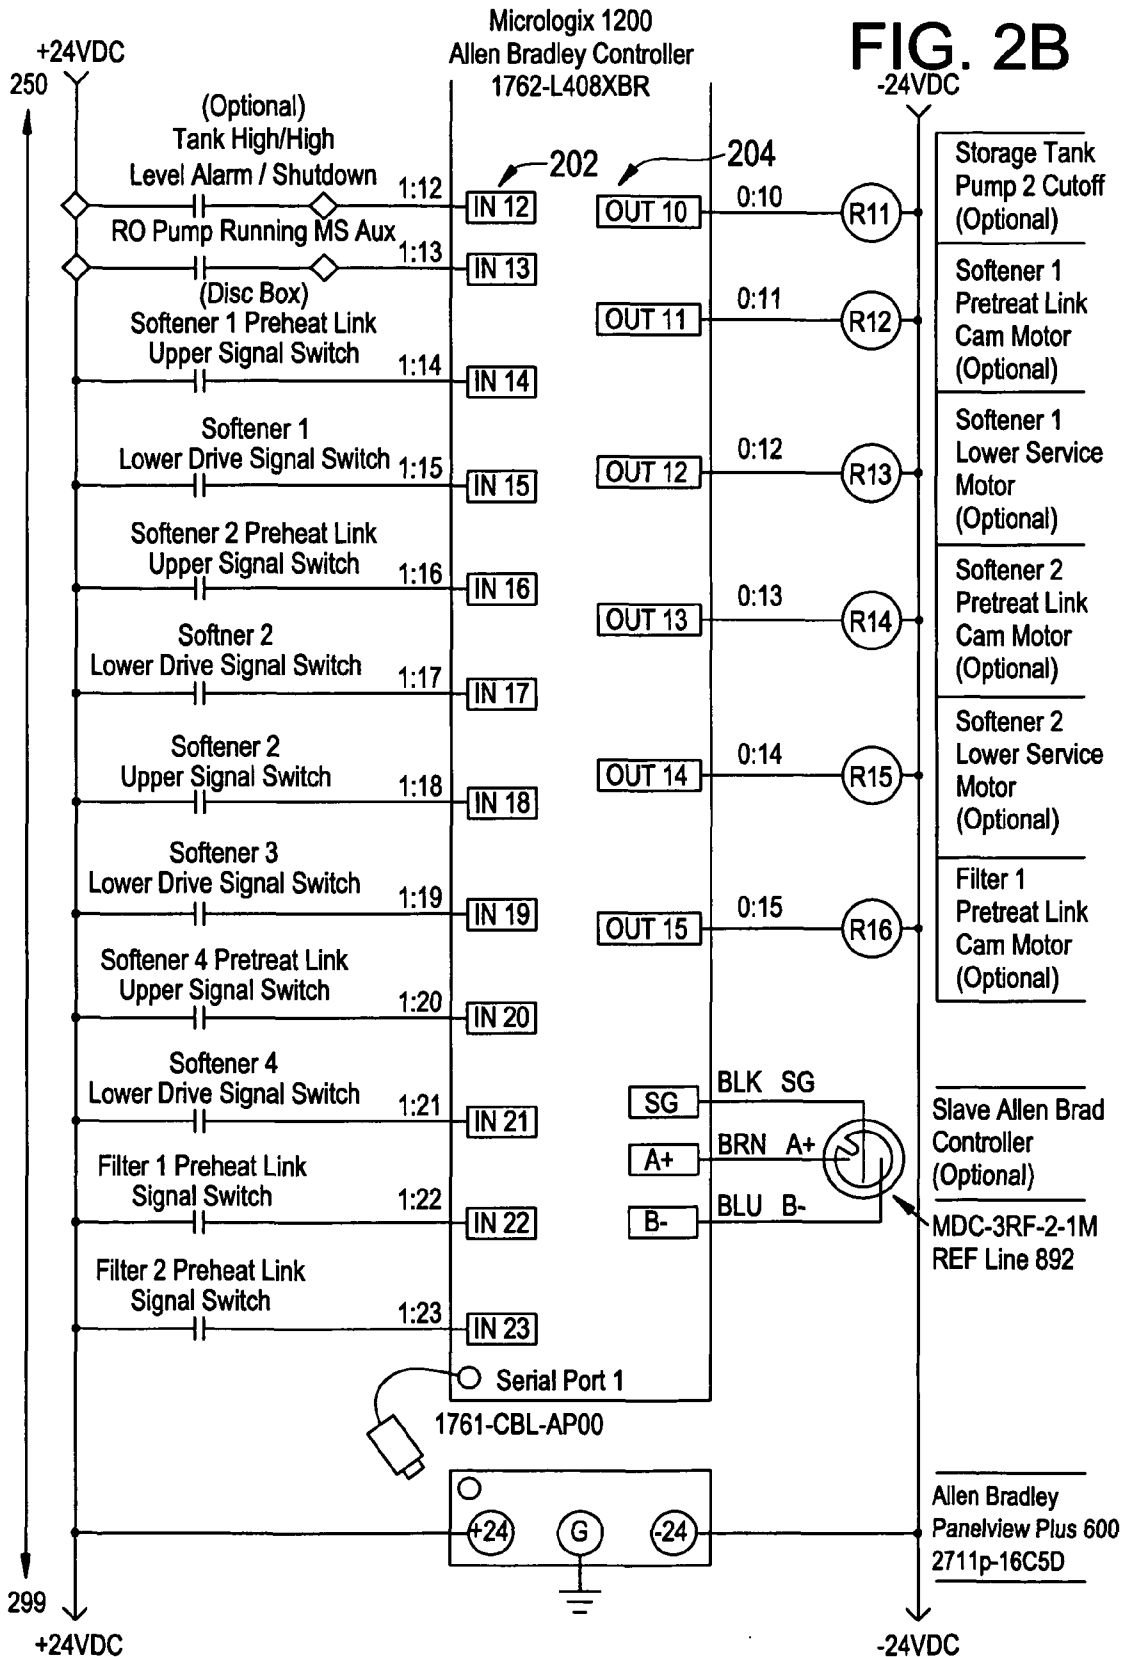 FIG. 2B
Micrologix 1200
Allen Bradley Controller
1762-L408XBR
+24VDC
-24VDC
250
(Optional)
Tank High/High
Level Alarm / Shutdown
1:12
IN 12
202
RO Pump Running MS Aux
1:13
IN 13
(Disc Box)
Softener 1 Preheat Link
Upper Signal Switch
1:14
IN 14
Softener 1
Lower Drive Signal Switch
1:15
IN 15
Softener 2 Preheat Link
Upper Signal Switch
1:16
IN 16
Softner 2
Lower Drive Signal Switch
1:17
IN 17
Softener 2
Upper Signal Switch
1:18
IN 18
Softener 3
Lower Drive Signal Switch
1:19
IN 19
Softener 4 Pretreat Link
Upper Signal Switch
1:20
IN 20
Softener 4
Lower Drive Signal Switch
1:21
IN 21
Filter 1 Preheat Link
Signal Switch
1:22
IN 22
Filter 2 Preheat Link
Signal Switch
1:23
IN 23
204
OUT 10
0:10
R11
Storage Tank
Pump 2 Cutoff
(Optional)
OUT 11
0:11
R12
Softener 1
Pretreat Link
Cam Motor
(Optional)
OUT 12
0:12
R13
Softener 1
Lower Service
Motor
(Optional)
OUT 13
0:13
R14
Softener 2
Pretreat Link
Cam Motor
(Optional)
OUT 14
0:14
R15
Softener 2
Lower Service
Motor
(Optional)
OUT 15
0:15
R16
Filter 1
Pretreat Link
Cam Motor
(Optional)
SG
BLK SG
A+
BRN A+
B-
BLU B-
Slave Allen Brad
Controller
(Optional)
MDC-3RF-2-1M
REF Line 892
Serial Port 1
1761-CBL-AP00
+24
G
-24
Allen Bradley
Panelview Plus 600
2711p-16C5D
299
+24VDC
-24VDC